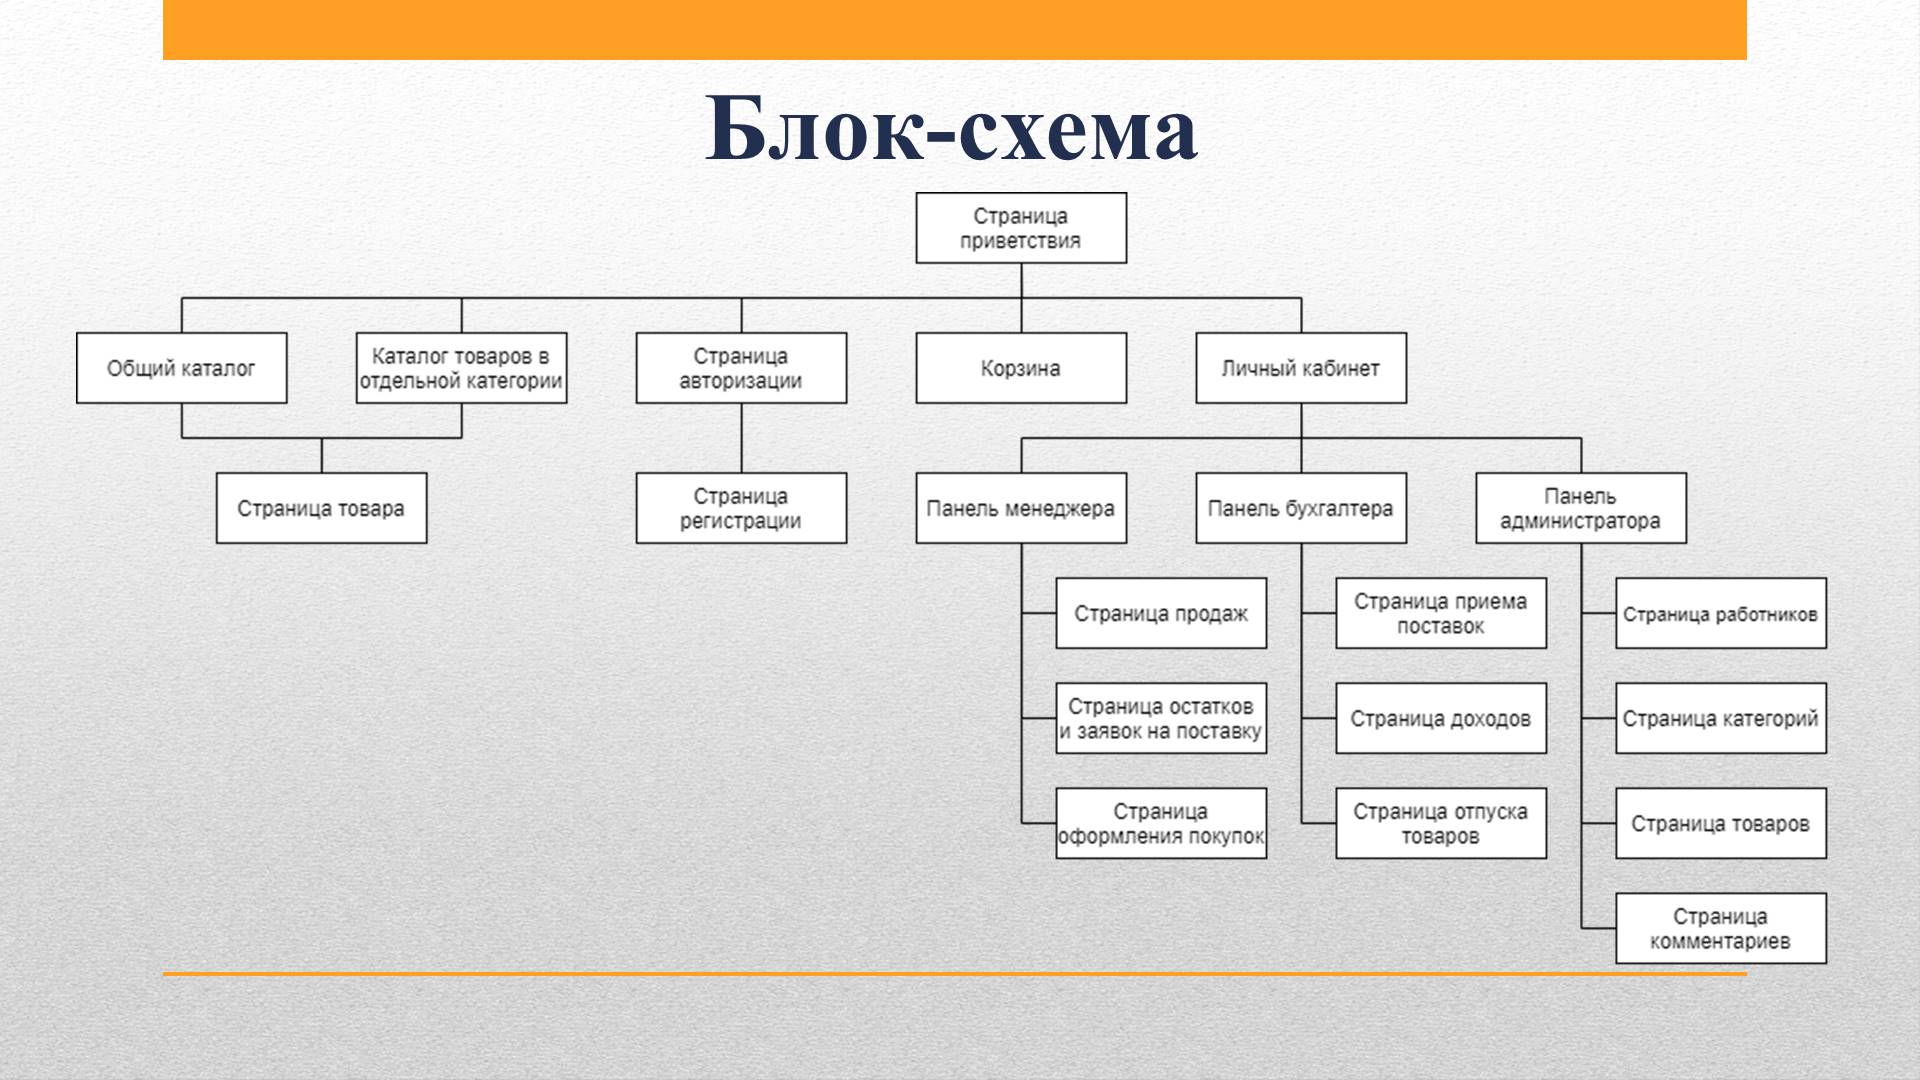 Блок-схема
Страница
приветствия
Общий каталог
Каталог товаров в
отдельной категории
Страница
авторизации
Корзина
Личный кабинет
Страница товара
Страница
регистрации
Панель менеджера
Панель бухгалтера
Панель
администратора
Страница продаж
Страница приема
поставок
Страница работников
Страница остатков
и заявок на поставку
Страница доходов
Страница категорий
Страница
оформления покупок
Страница отпуска
товаров
Страница товаров
Страница
комментариев